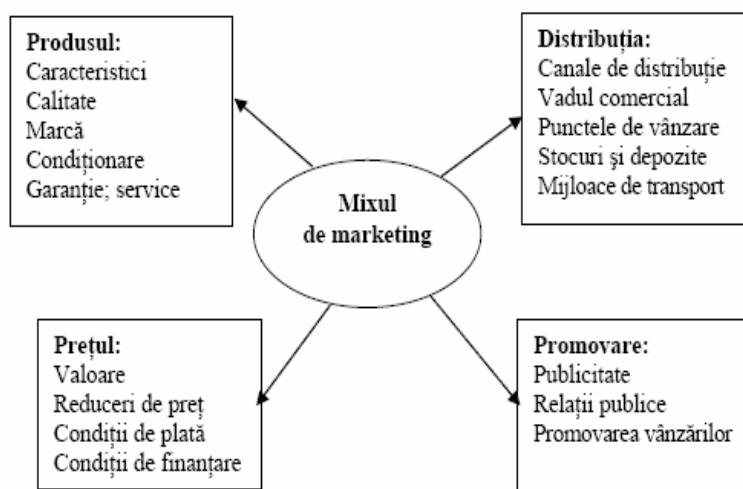 Produsul:
Caracteristici
Calitate
Marcă
Condiționare
Garanție; service
Distribuția:
Canale de distribuție
Vadul comercial
Punctele de vânzare
Stocuri şi depozite
Mijloace de transport
Mixul
de marketing
Prețul:
Valoare
Reduceri de preț
Condiții de plată
Condiții de finanțare
Promovare:
Publicitate
Relații publice
Promovarea vânzărilor